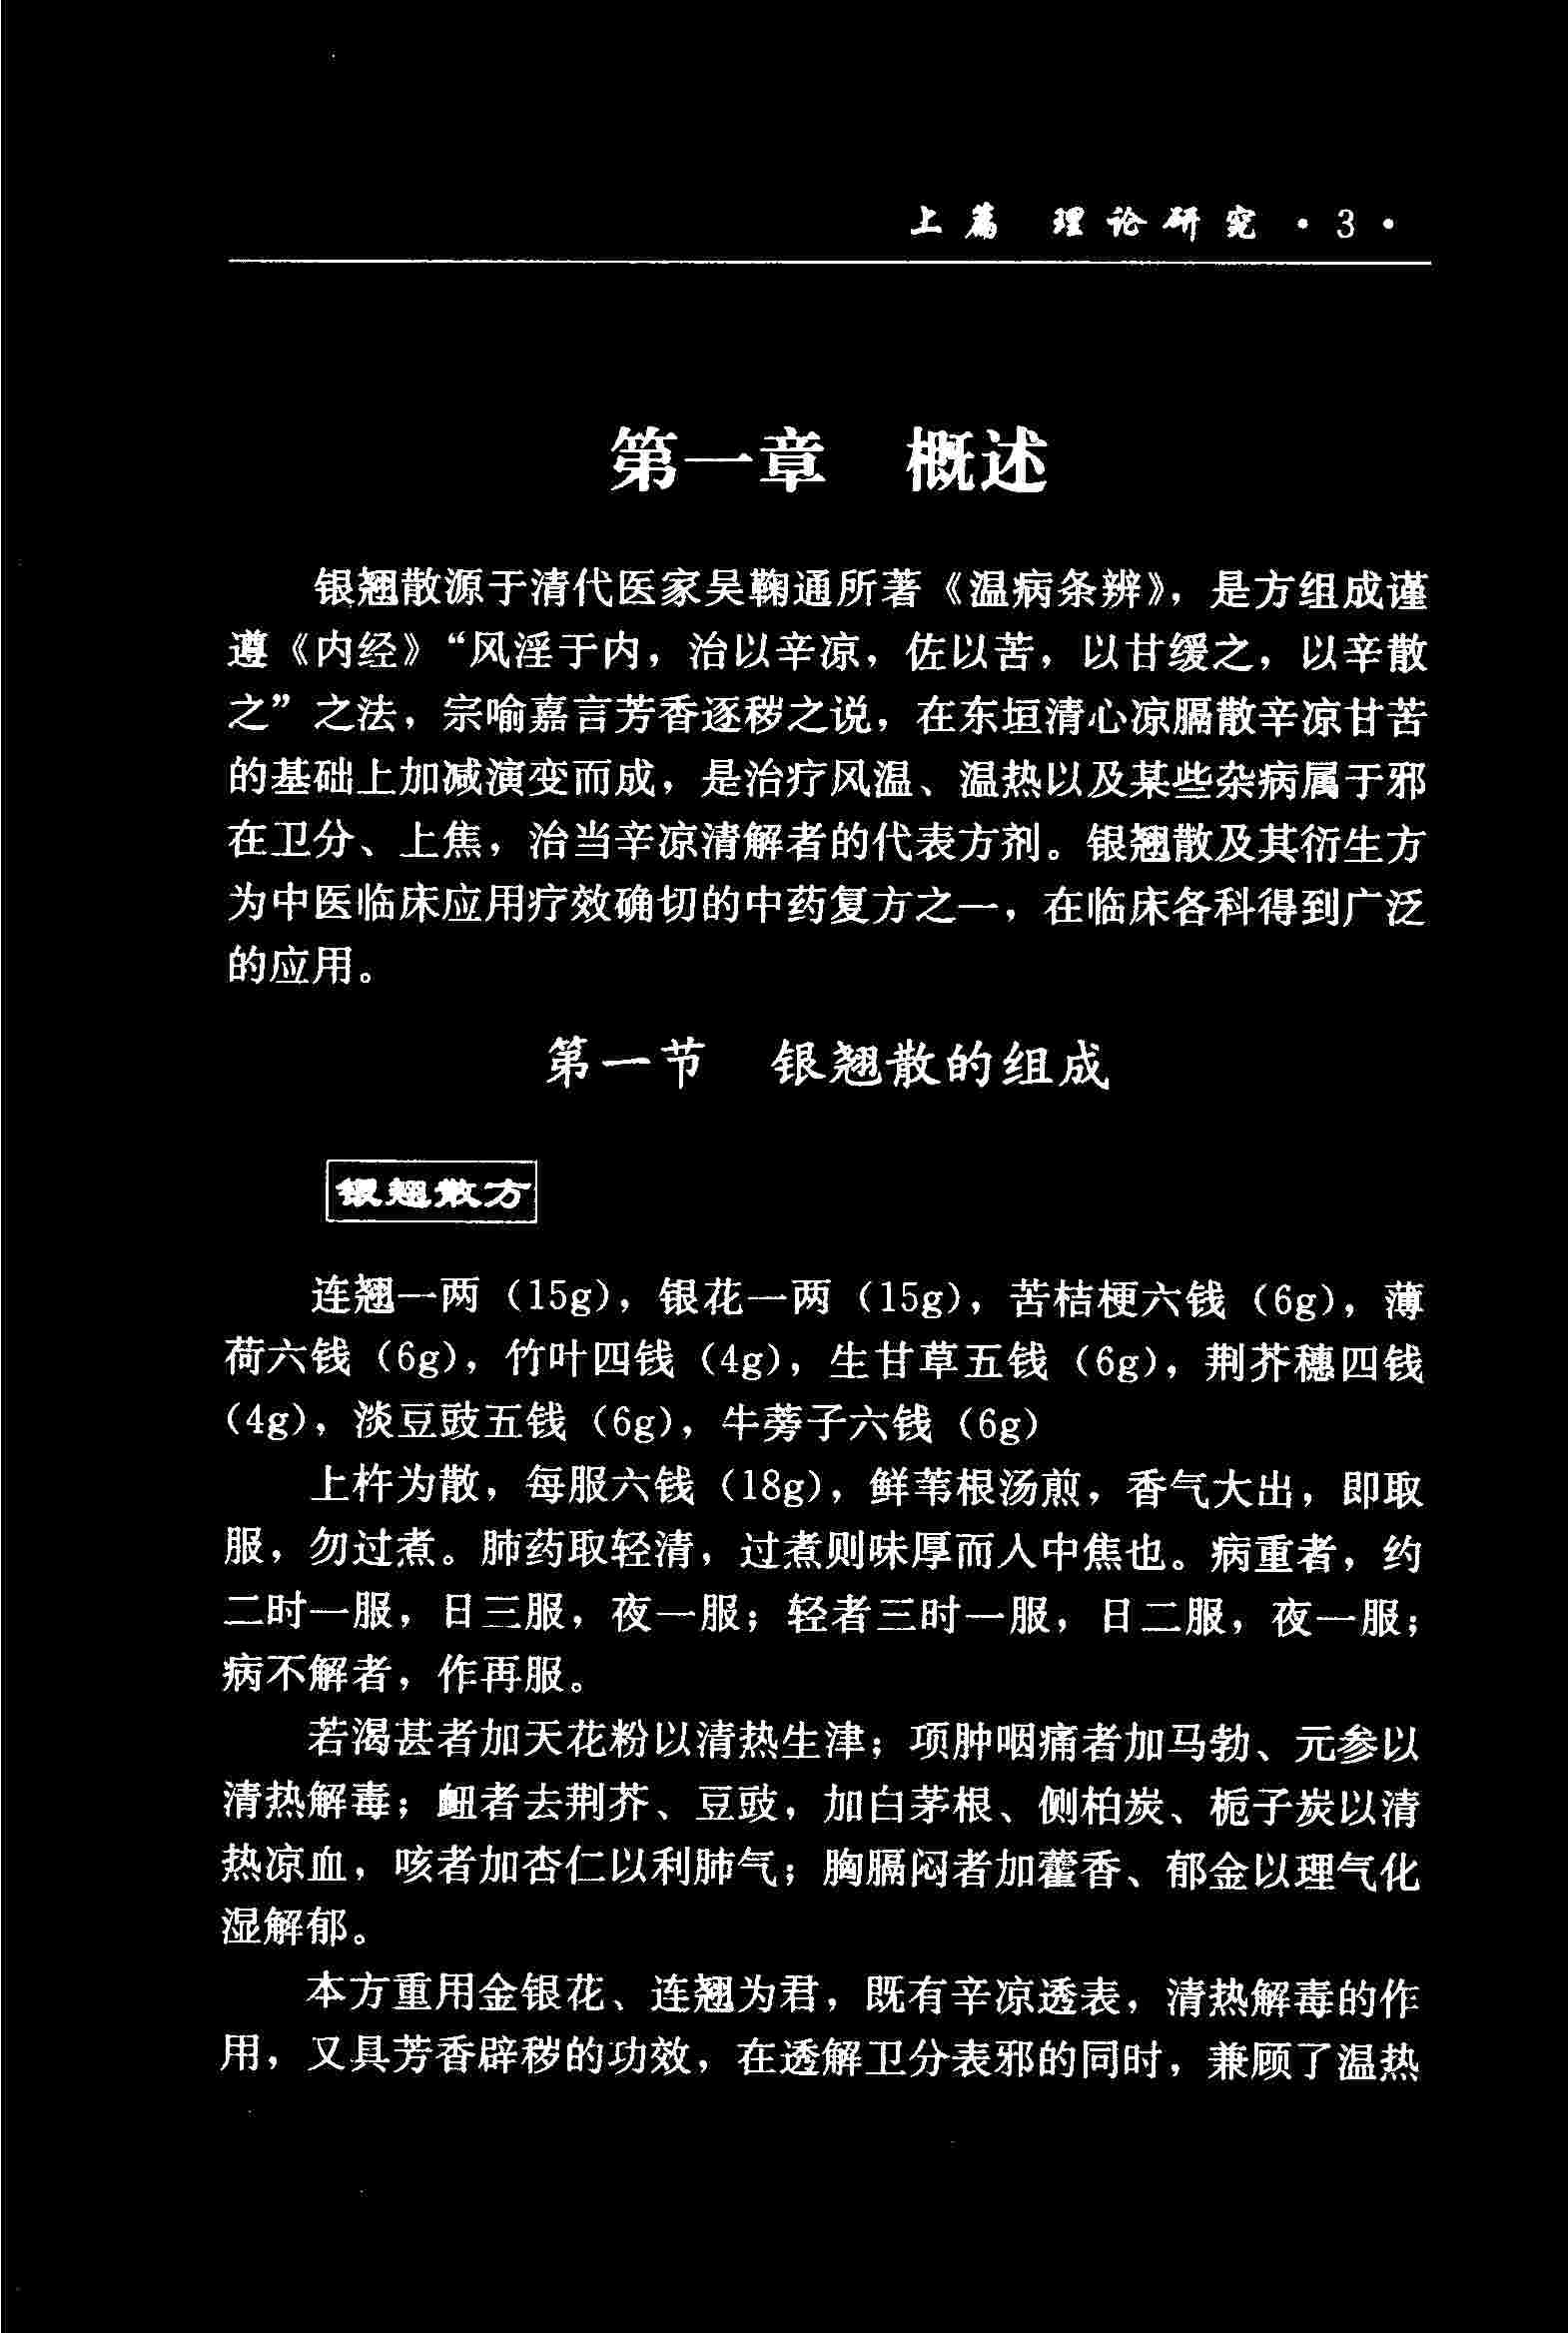 上篇 理论研究 · 3 ·
第一章 概述
银翘散源于清代医家吴鞠通所著《温病条辨》，是方组成谨
遵《内经》“风淫于内，治以辛凉，佐以苦，以甘缓之，以辛散
之”之法，宗喻嘉言芳香逐秽之说，在东垣清心凉膈散辛凉甘苦
的基础上加减演变而成，是治疗风温、温热以及某些杂病属于邪
在卫分、上焦，治当辛凉清解者的代表方剂。银翘散及其衍生方
为中医临床应用疗效确切的中药复方之一，在临床各科得到广泛
的应用。
第一节 银翘散的组成
银翘散方
连翘一两（15g），银花一两（15g），苦桔梗六钱（6g），薄
荷六钱（6g），竹叶四钱（4g），生甘草五钱（6g），荆芥穗四钱
（4g），淡豆豉五钱（6g），牛蒡子六钱（6g）
上杵为散，每服六钱（18g），鲜苇根汤煎，香气大出，即取
服，勿过煮。肺药取轻清，过煮则味厚而入中焦也。病重者，约
二时一服，日三服，夜一服；轻者三时一服，日二服，夜一服；
病不解者，作再服。
若渴甚者加天花粉以清热生津；项肿咽痛者加马勃、元参以
清热解毒；衄者去荆芥、豆豉，加白茅根、侧柏炭、栀子炭以清
热凉血，咳者加杏仁以利肺气；胸膈闷者加藿香、郁金以理气化
湿解郁。
本方重用金银花、连翘为君，既有辛凉透表，清热解毒的作
用，又具芳香辟秽的功效，在透解卫分表邪的同时，兼顾了温热